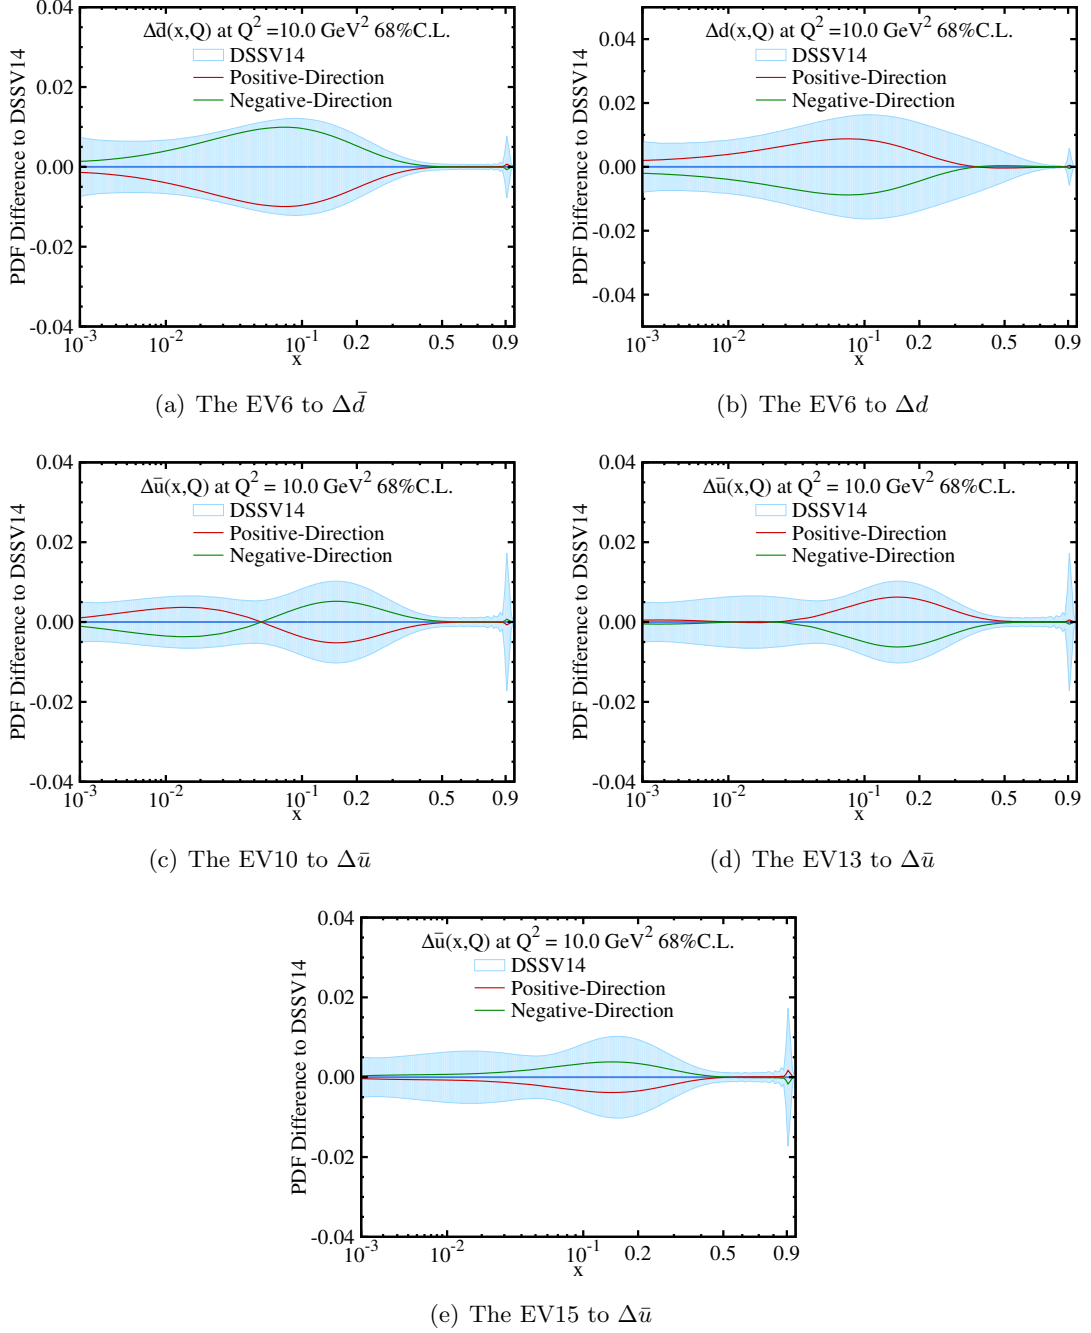 Δd̄(x,Q) at Q² =10.0 GeV² 68%C.L.
DSSV14
Positive-Direction
Negative-Direction
PDF Difference to DSSV14
0.04
0.02
0.00
-0.02
-0.04
10⁻³ 10⁻² 10⁻¹ 0.2 0.5 0.9
x
(a) The EV6 to Δd̄
Δd(x,Q) at Q² =10.0 GeV² 68%C.L.
DSSV14
Positive-Direction
Negative-Direction
PDF Difference to DSSV14
0.04
0.02
0.00
-0.02
-0.04
10⁻³ 10⁻² 10⁻¹ 0.2 0.5 0.9
x
(b) The EV6 to Δd
Δū(x,Q) at Q² = 10.0 GeV² 68%C.L.
DSSV14
Positive-Direction
Negative-Direction
PDF Difference to DSSV14
0.04
0.02
0.00
-0.02
-0.04
10⁻³ 10⁻² 10⁻¹ 0.2 0.5 0.9
x
(c) The EV10 to Δū
Δū(x,Q) at Q² = 10.0 GeV² 68%C.L.
DSSV14
Positive-Direction
Negative-Direction
PDF Difference to DSSV14
0.04
0.02
0.00
-0.02
-0.04
10⁻³ 10⁻² 10⁻¹ 0.2 0.5 0.9
x
(d) The EV13 to Δū
Δū(x,Q) at Q² = 10.0 GeV² 68%C.L.
DSSV14
Positive-Direction
Negative-Direction
PDF Difference to DSSV14
0.04
0.02
0.00
-0.02
-0.04
10⁻³ 10⁻² 10⁻¹ 0.2 0.5 0.9
x
(e) The EV15 to Δū